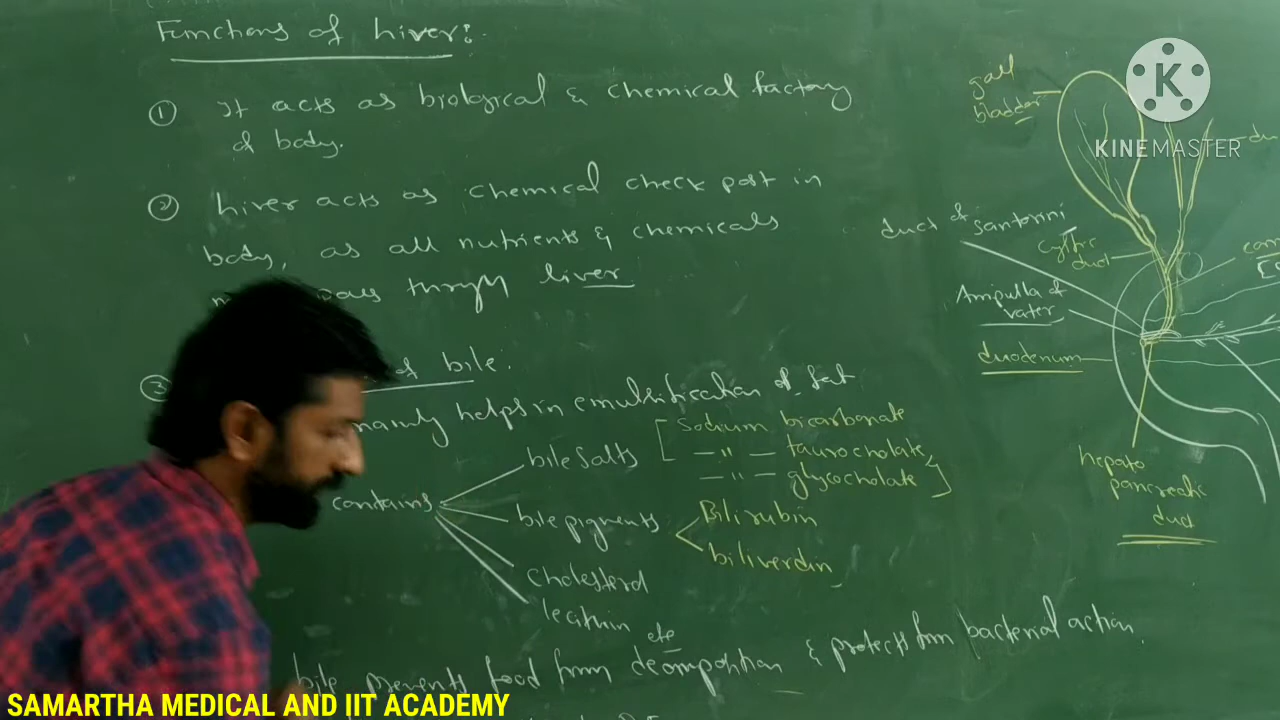 Functions of Liver:
① It acts as biological & chemical factory
of body.
② Liver acts as chemical check post in
body, as all nutrients & chemicals
pass through liver
③ of bile:
mainly helps in emulsification of fat
contains
bile salts
[Sodium bicarbonate
—〃— taurocholate,
—〃— glycocholate]
bile pigments
Bilirubin
biliverdin
Cholesterol
lecithin etc
bile prevents food from decomposition & protects from bacterial action.
gall
bladder
duct of santorini
cystic
duct
Ampulla of
vater
duodenum
hepato
pancreatic
duct
K
KINEMASTER
SAMARTHA MEDICAL AND IIT ACADEMY